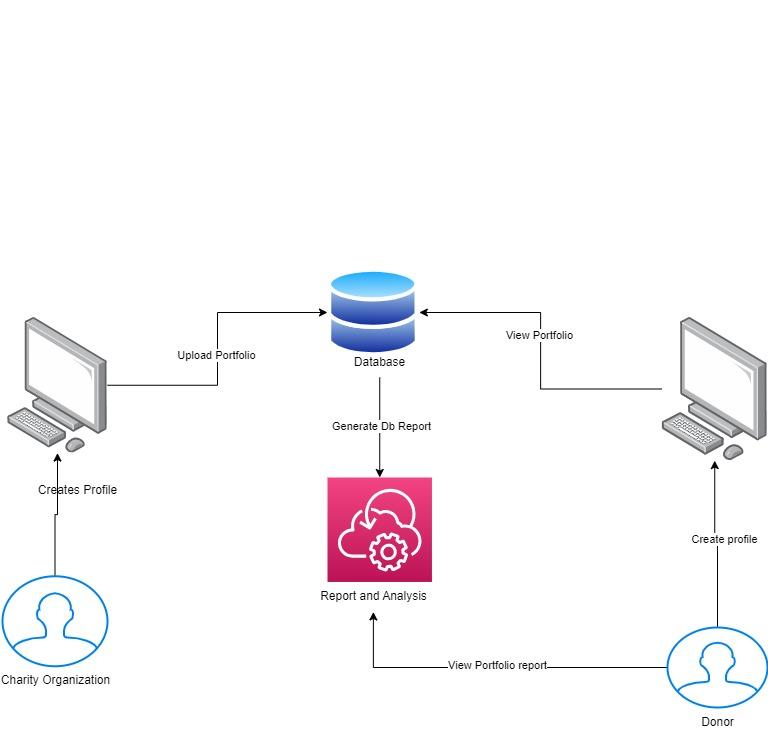 View Portfolio
Upload Portfolio
Database
Generate Db Report
Creates Profile
Create profile
Report and Analysis
View Portfolio report
Charity Organization
Donor